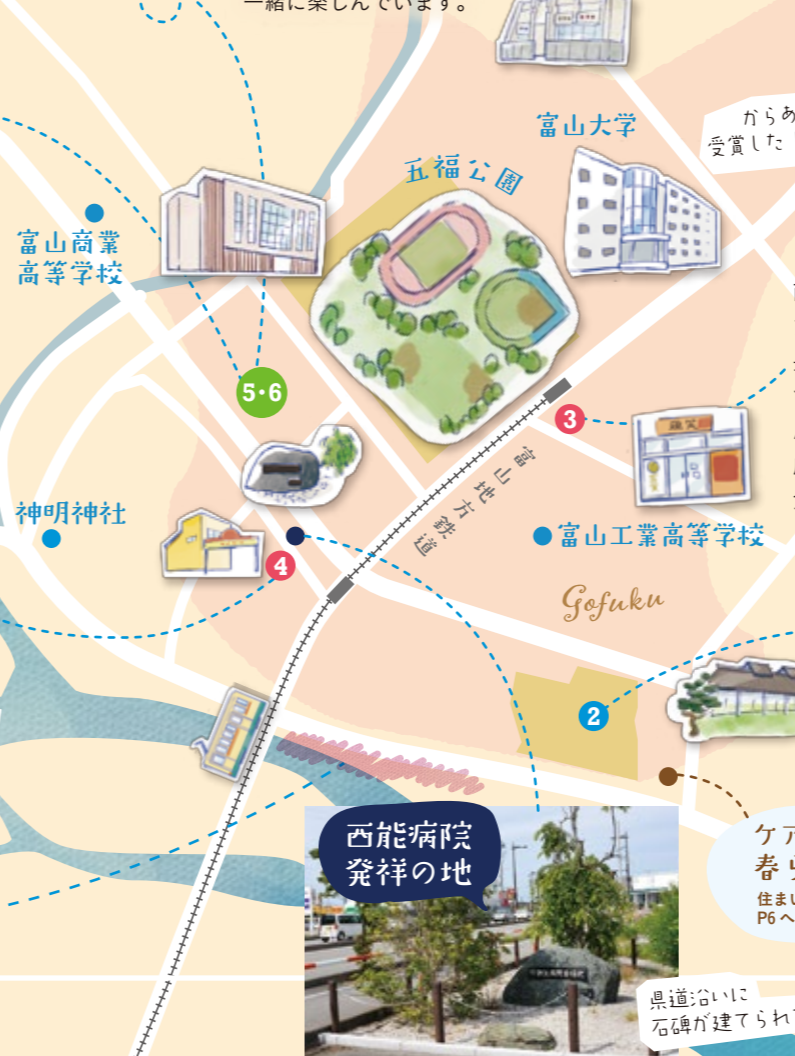 一緒に楽しんでいます。
富山大学
からあ
受賞した
五福公園
富山商業
高等学校
5・6
3
富山地方鉄道
神明神社
富山工業高等学校
4
Gofuku
2
西能病院
発祥の地
ケア
春ら
住まい
P6へ
県道沿いに
石碑が建てられて